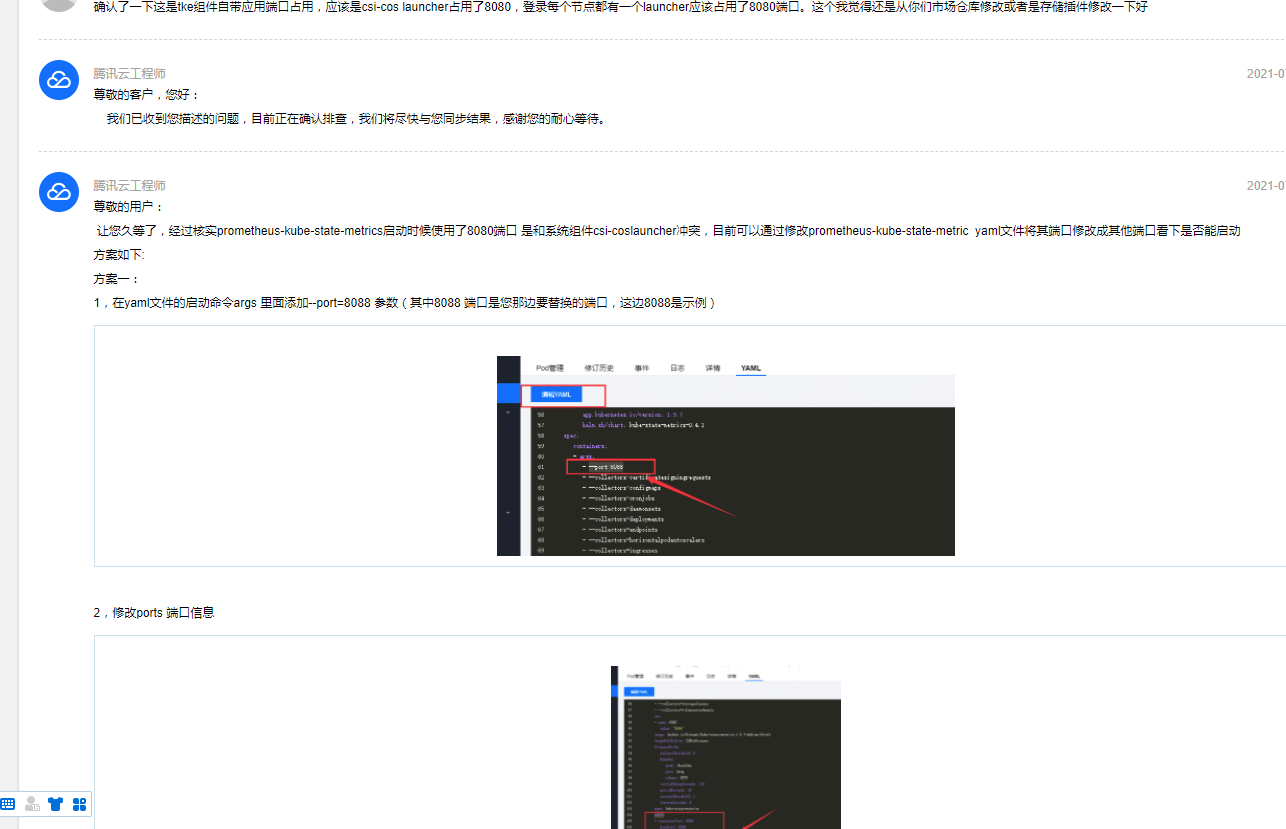 确认了一下这是tke组件自带应用端口占用，应该是csi-cos launcher占用了8080，登录每个节点都有一个launcher应该占用了8080端口。这个我觉得还是从你们市场仓库修改或者是存储插件修改一下好
腾讯云工程师
2021-0
尊敬的客户，您好：
我们已收到您描述的问题，目前正在确认排查，我们将尽快与您同步结果，感谢您的耐心等待。
腾讯云工程师
2021-0
尊敬的用户：
让您久等了，经过核实prometheus-kube-state-metrics启动时候使用了8080端口 是和系统组件csi-coslauncher冲突，目前可以通过修改prometheus-kube-state-metric  yaml文件将其端口修改成其他端口看下是否能启动
方案如下:
方案一：
1，在yaml文件的启动命令args 里面添加--port=8088 参数（其中8088 端口是您那边要替换的端口，这边8088是示例）
Pod管理 修订历史 事件 日志 详情 YAML
编辑YAML
56 app.kubernetes.io/version: 1.9.7
57 helm.sh/chart: kube-state-metrics-0.4.1
58 spec:
59 containers:
60 - args:
61 - --port=8088
62 - --collectors=certificatesigningrequests
63 - --collectors=configmaps
64 - --collectors=cronjobs
65 - --collectors=daemonsets
66 - --collectors=deployments
67 - --collectors=endpoints
68 - --collectors=horizontalpodautoscalers
69 - --collectors=ingresses
2，修改ports 端口信息
Pod管理 修订历史 事件 日志 详情 YAML
编辑YAML